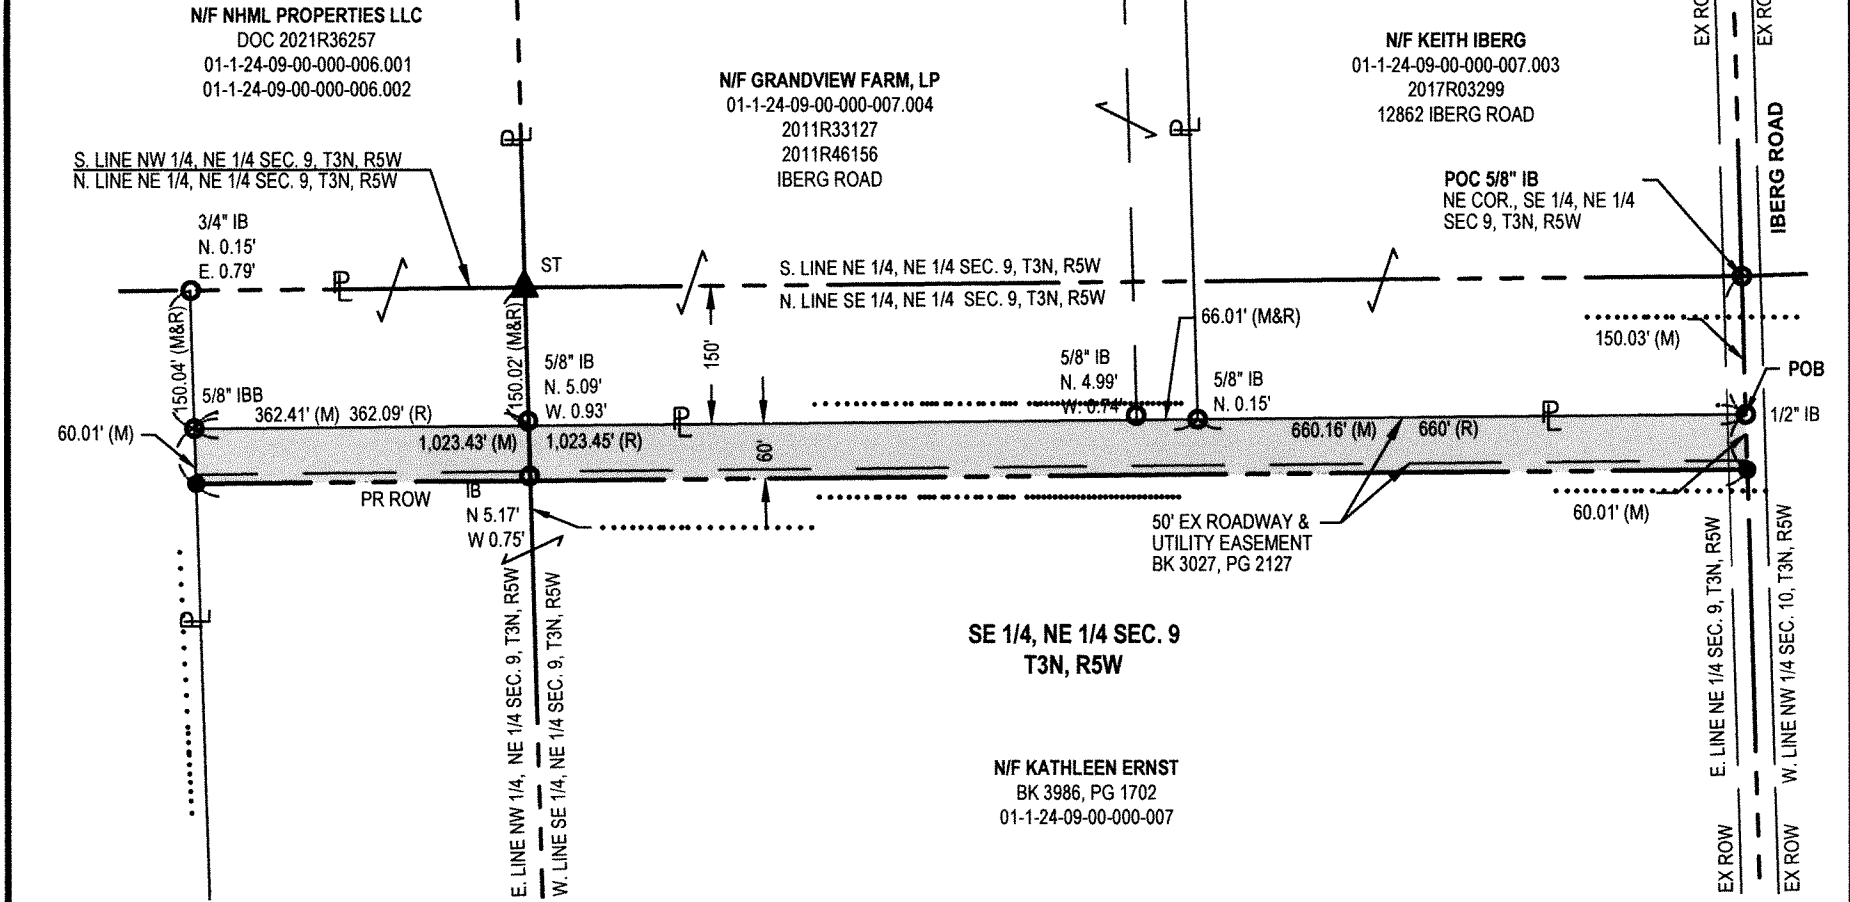 N/F NHML PROPERTIES LLC
DOC 2021R36257
01-1-24-09-00-000-006.001
01-1-24-09-00-000-006.002
N/F GRANDVIEW FARM, LP
01-1-24-09-00-000-007.004
2011R33127
2011R46156
IBERG ROAD
N/F KEITH IBERG
01-1-24-09-00-000-007.003
2017R03299
12862 IBERG ROAD
EX RO
EX RO
IBERG ROAD
S. LINE NW 1/4, NE 1/4 SEC. 9, T3N, R5W
N. LINE NE 1/4, NE 1/4 SEC. 9, T3N, R5W
POC 5/8" IB
NE COR., SE 1/4, NE 1/4
SEC 9, T3N, R5W
3/4" IB
N. 0.15'
E. 0.79'
PL
PL
PL
ST
S. LINE NE 1/4, NE 1/4 SEC. 9, T3N, R5W
N. LINE SE 1/4, NE 1/4 SEC. 9, T3N, R5W
150.04' (M&R)
150.02' (M&R)
150'
66.01' (M&R)
150.03' (M)
5/8" IB
N. 5.09'
W. 0.93'
5/8" IB
N. 4.99'
W. 0.74'
5/8" IB
N. 0.15'
POB
1/2" IB
5/8" IBB
362.41' (M) 362.09' (R)
PL
PL
60.01' (M)
1,023.43' (M) 1,023.45' (R)
660.16' (M) 660' (R)
60'
PR ROW
IB
N 5.17'
W 0.75'
50' EX ROADWAY &
UTILITY EASEMENT
BK 3027, PG 2127
60.01' (M)
PL
E. LINE NW 1/4, NE 1/4 SEC. 9, T3N, R5W
W. LINE SE 1/4, NE 1/4 SEC. 9, T3N, R5W
SE 1/4, NE 1/4 SEC. 9
T3N, R5W
E. LINE NE 1/4 SEC. 9, T3N, R5W
W. LINE NW 1/4 SEC. 10, T3N, R5W
N/F KATHLEEN ERNST
BK 3986, PG 1702
01-1-24-09-00-000-007
EX ROW
EX ROW